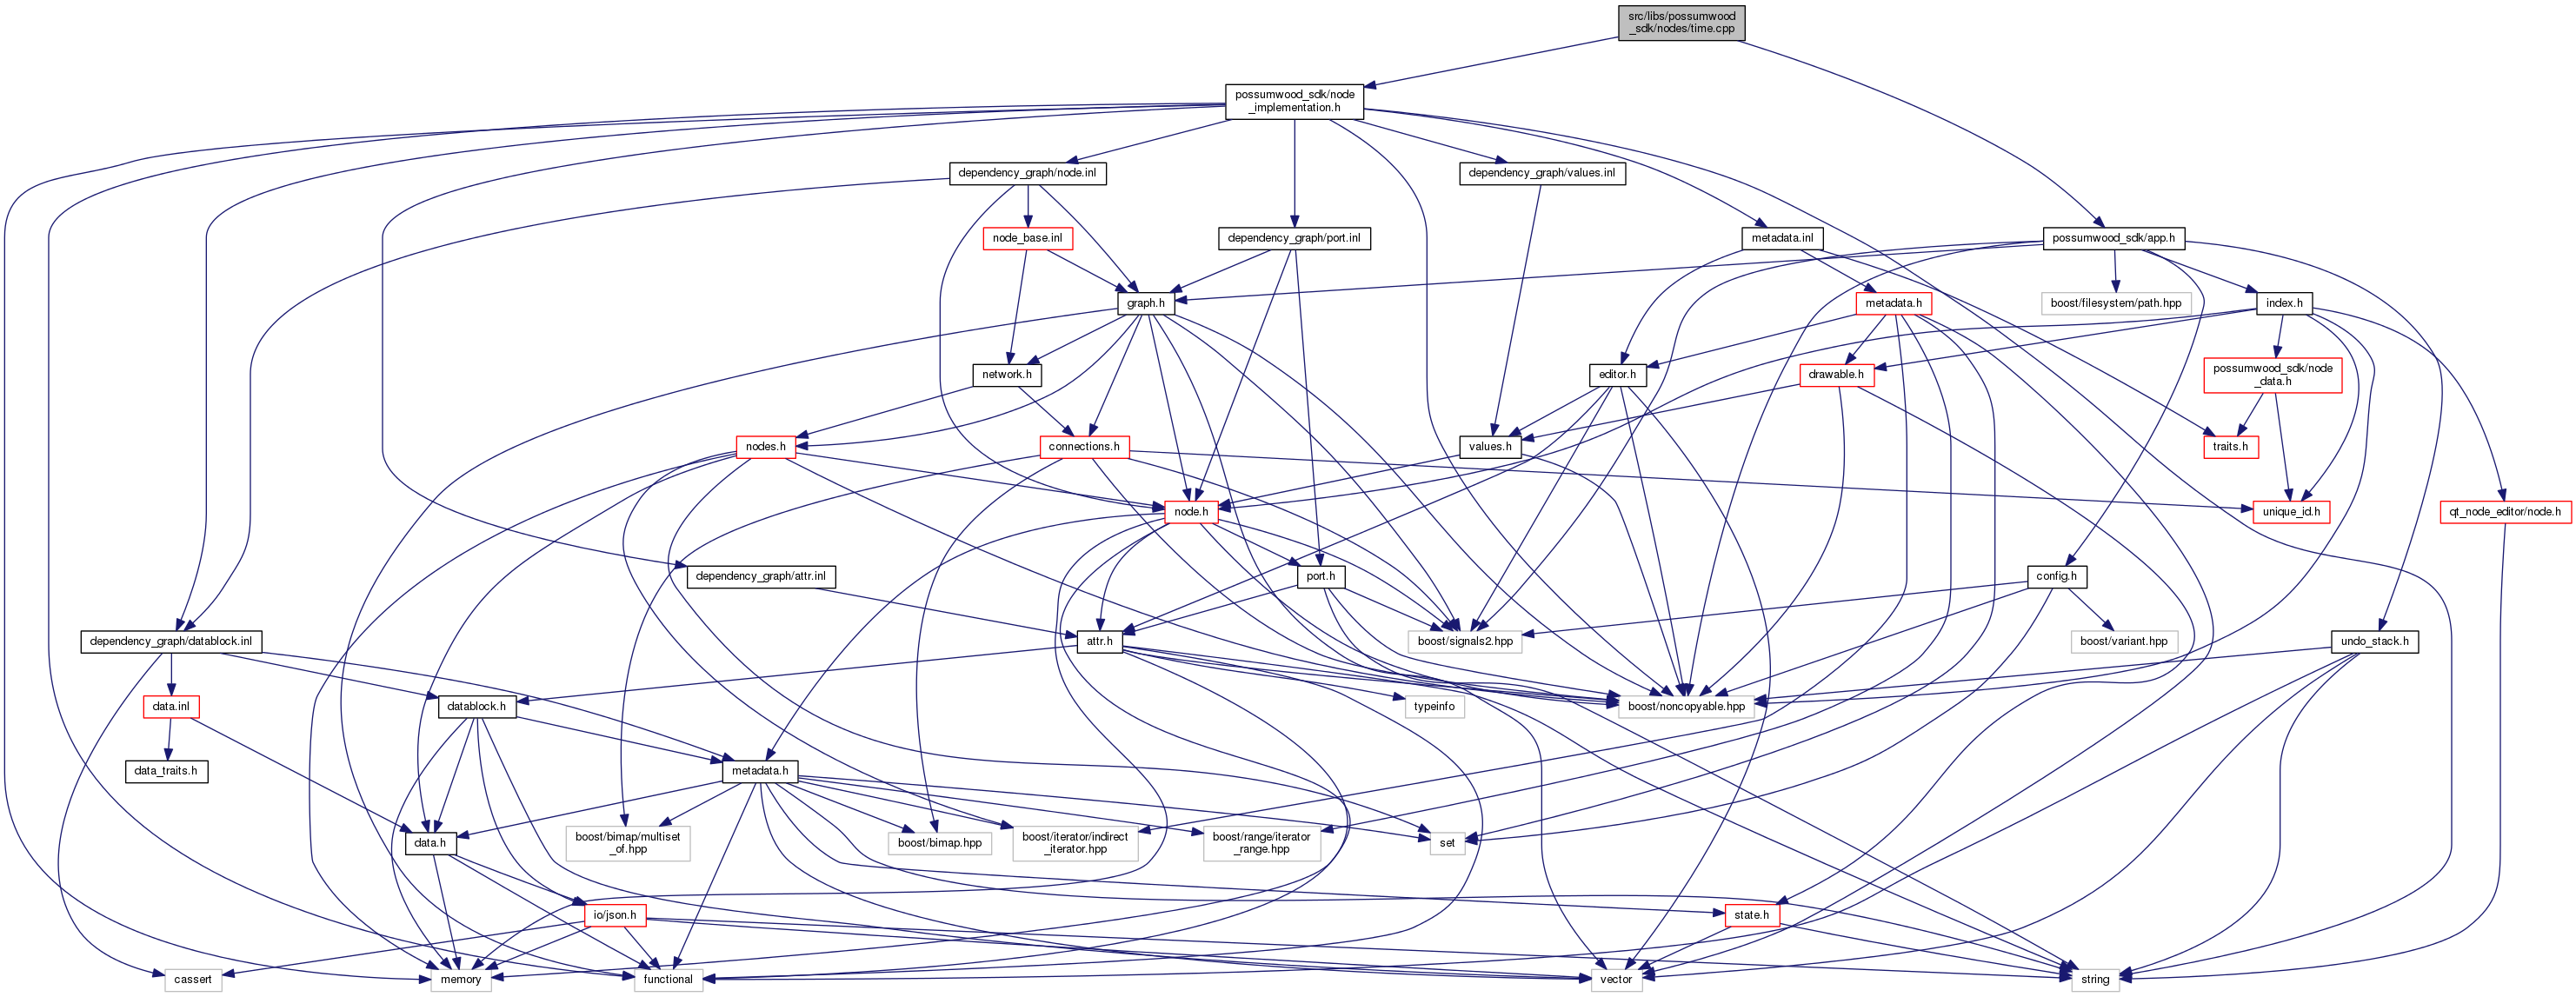 src/libs/possumwood
_sdk/nodes/time.cpp
possumwood_sdk/node
_implementation.h
dependency_graph/node.inl
dependency_graph/values.inl
node_base.inl
dependency_graph/port.inl
metadata.inl
possumwood_sdk/app.h
graph.h
metadata.h
boost/filesystem/path.hpp
index.h
network.h
editor.h
drawable.h
possumwood_sdk/node
_data.h
nodes.h
connections.h
values.h
traits.h
node.h
unique_id.h
qt_node_editor/node.h
dependency_graph/attr.inl
port.h
config.h
dependency_graph/datablock.inl
attr.h
boost/signals2.hpp
boost/variant.hpp
undo_stack.h
data.inl
datablock.h
typeinfo
boost/noncopyable.hpp
data_traits.h
metadata.h
data.h
boost/bimap/multiset
_of.hpp
boost/bimap.hpp
boost/iterator/indirect
_iterator.hpp
boost/range/iterator
_range.hpp
set
io/json.h
state.h
cassert
memory
functional
vector
string